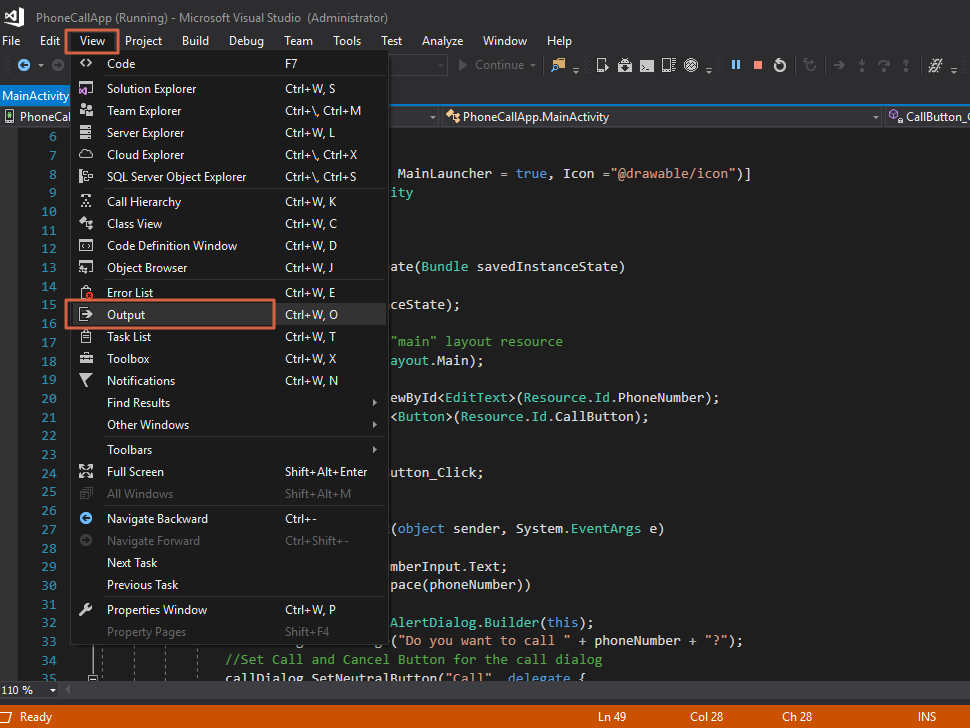 PhoneCallApp (Running) - Microsoft Visual Studio (Administrator)
File Edit View Project Build Debug Team Tools Test Analyze Window Help
Continue
MainActivity
PhoneCal PhoneCallApp.MainActivity CallButton_C
Code F7
Solution Explorer Ctrl+W, S
Team Explorer Ctrl+\, Ctrl+M
Server Explorer Ctrl+W, L
Cloud Explorer Ctrl+\, Ctrl+X
SQL Server Object Explorer Ctrl+\, Ctrl+S
Call Hierarchy Ctrl+W, K
Class View Ctrl+W, C
Code Definition Window Ctrl+W, D
Object Browser Ctrl+W, J
Error List Ctrl+W, E
Output Ctrl+W, O
Task List Ctrl+W, T
Toolbox Ctrl+W, X
Notifications Ctrl+W, N
Find Results
Other Windows
Toolbars
Full Screen Shift+Alt+Enter
All Windows Shift+Alt+M
Navigate Backward Ctrl+-
Navigate Forward Ctrl+Shift+-
Next Task
Previous Task
Properties Window Ctrl+W, P
Property Pages Shift+F4
6
7
8 MainLauncher = true, Icon ="@drawable/icon")]
9 ity
10
11
12
13 ate(Bundle savedInstanceState)
14
15 ceState);
16
17 "main" layout resource
18 ayout.Main);
19
20 ewById<EditText>(Resource.Id.PhoneNumber);
21 <Button>(Resource.Id.CallButton);
22
23
24 utton_Click;
25
26
27 (object sender, System.EventArgs e)
28
29 mberInput.Text;
30 pace(phoneNumber))
31
32 AlertDialog.Builder(this);
33 ("Do you want to call " + phoneNumber + "?");
34 //Set Call and Cancel Button for the call dialog
35 callDialog.SetNeutralButton("Call", delegate {
110 %
Ready Ln 49 Col 28 Ch 28 INS